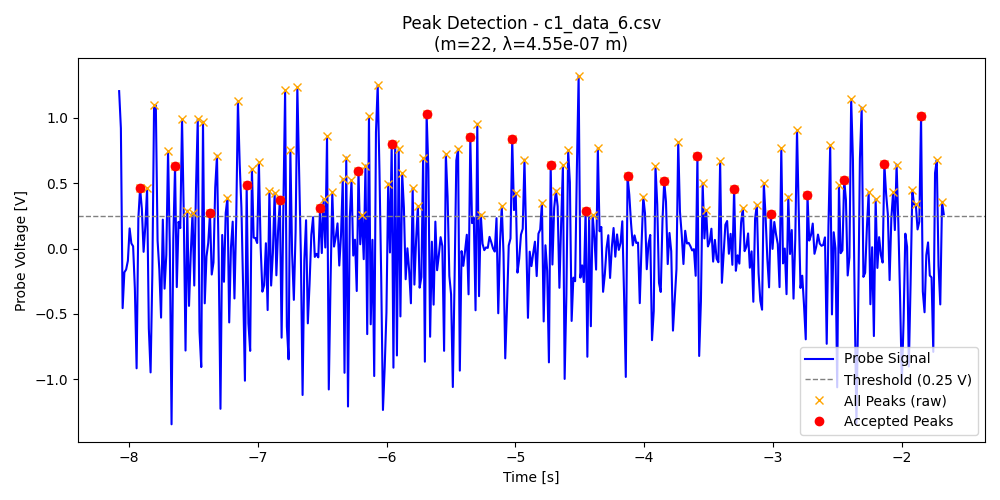 Peak Detection - c1_data_6.csv
(m=22, λ=4.55e-07 m)
Probe Voltage [V]
1.0
0.5
0.0
−0.5
−1.0
Probe Signal
Threshold (0.25 V)
All Peaks (raw)
Accepted Peaks
−8 −7 −6 −5 −4 −3 −2
Time [s]